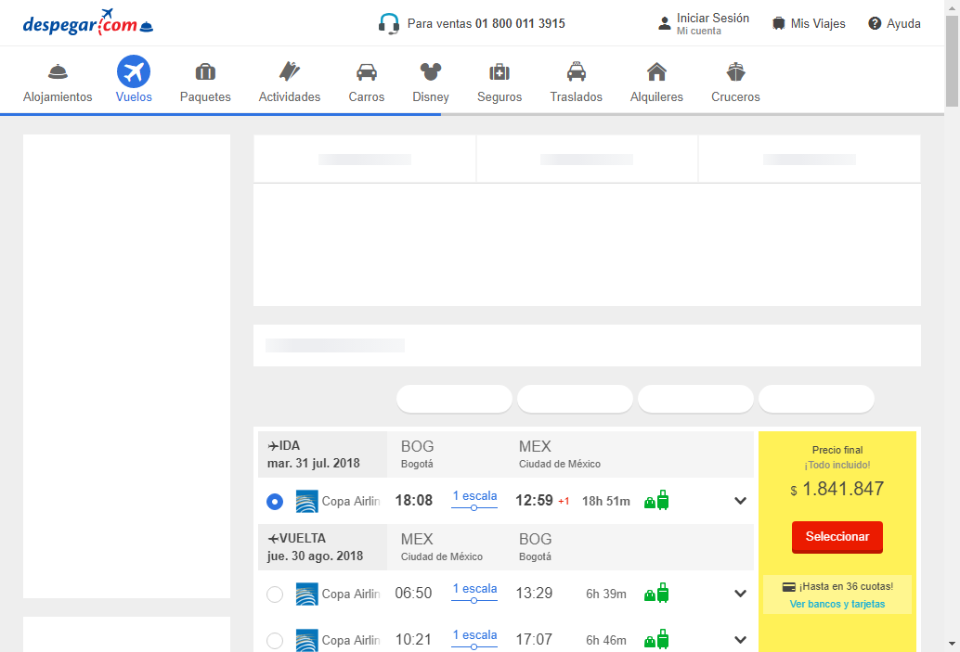 despegar.com
Para ventas 01 800 011 3915
Iniciar Sesión
Mi cuenta
Mis Viajes
Ayuda
Alojamientos
Vuelos
Paquetes
Actividades
Carros
Disney
Seguros
Traslados
Alquileres
Cruceros
IDA
mar. 31 jul. 2018
BOG
Bogotá
MEX
Ciudad de México
Copa Airlin
18:08
1 escala
12:59 +1
18h 51m
VUELTA
jue. 30 ago. 2018
MEX
Ciudad de México
BOG
Bogotá
Copa Airlin
06:50
1 escala
13:29
6h 39m
Copa Airlin
10:21
1 escala
17:07
6h 46m
Precio final
¡Todo incluido!
$ 1.841.847
Seleccionar
¡Hasta en 36 cuotas!
Ver bancos y tarjetas